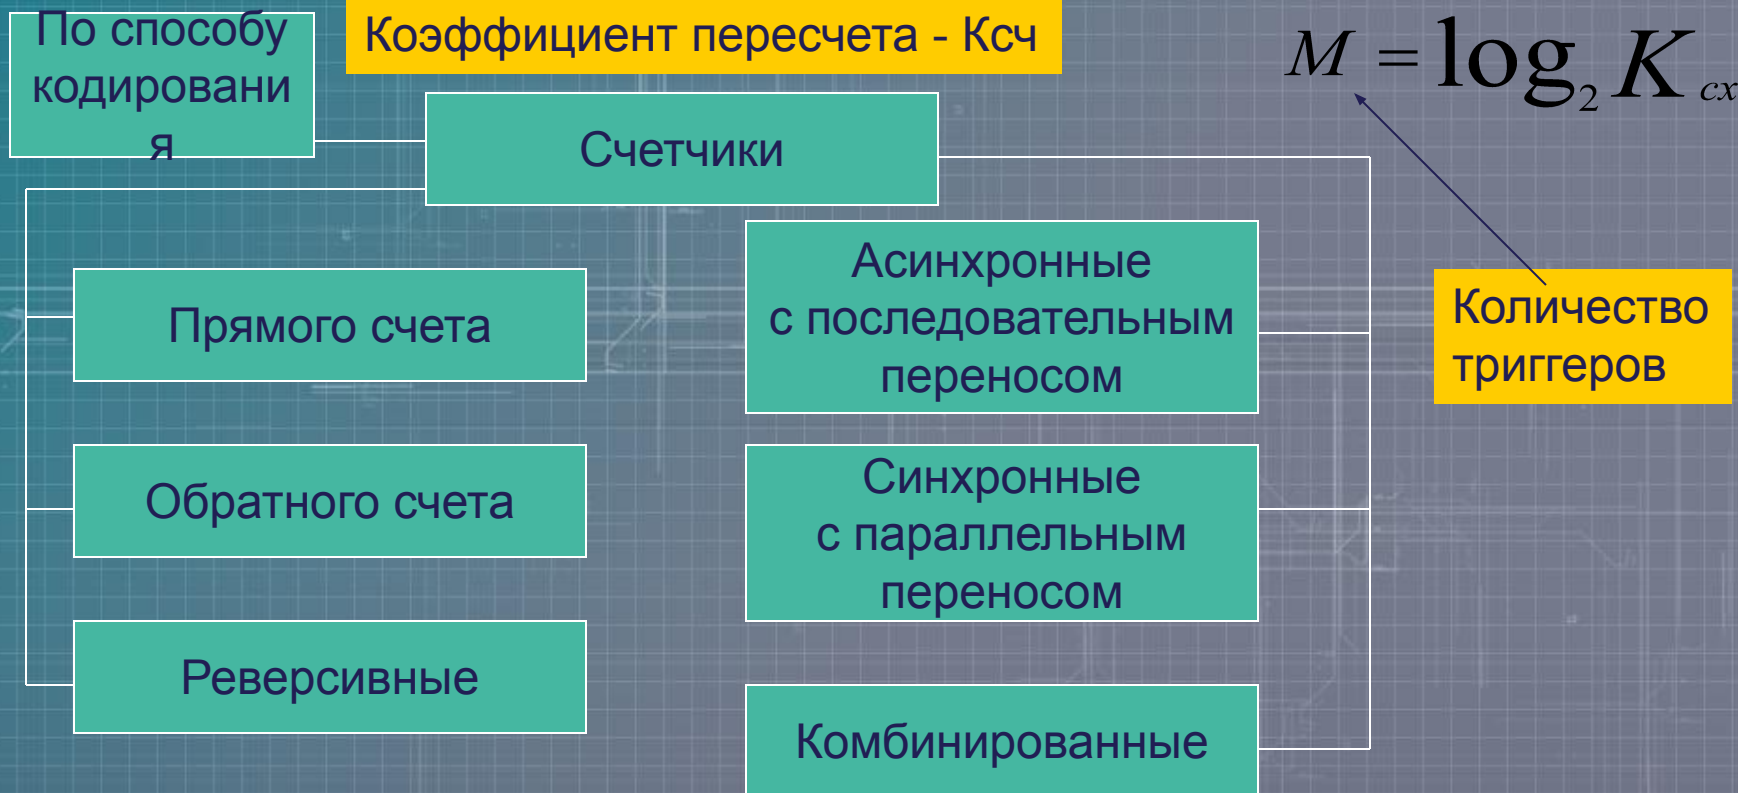 По способу
кодировани
я
Коэффициент пересчета - Ксч
M = log₂ K сх
Счетчики
Прямого счета
Обратного счета
Реверсивные
Асинхронные
с последовательным
переносом
Синхронные
с параллельным
переносом
Комбинированные
Количество
триггеров